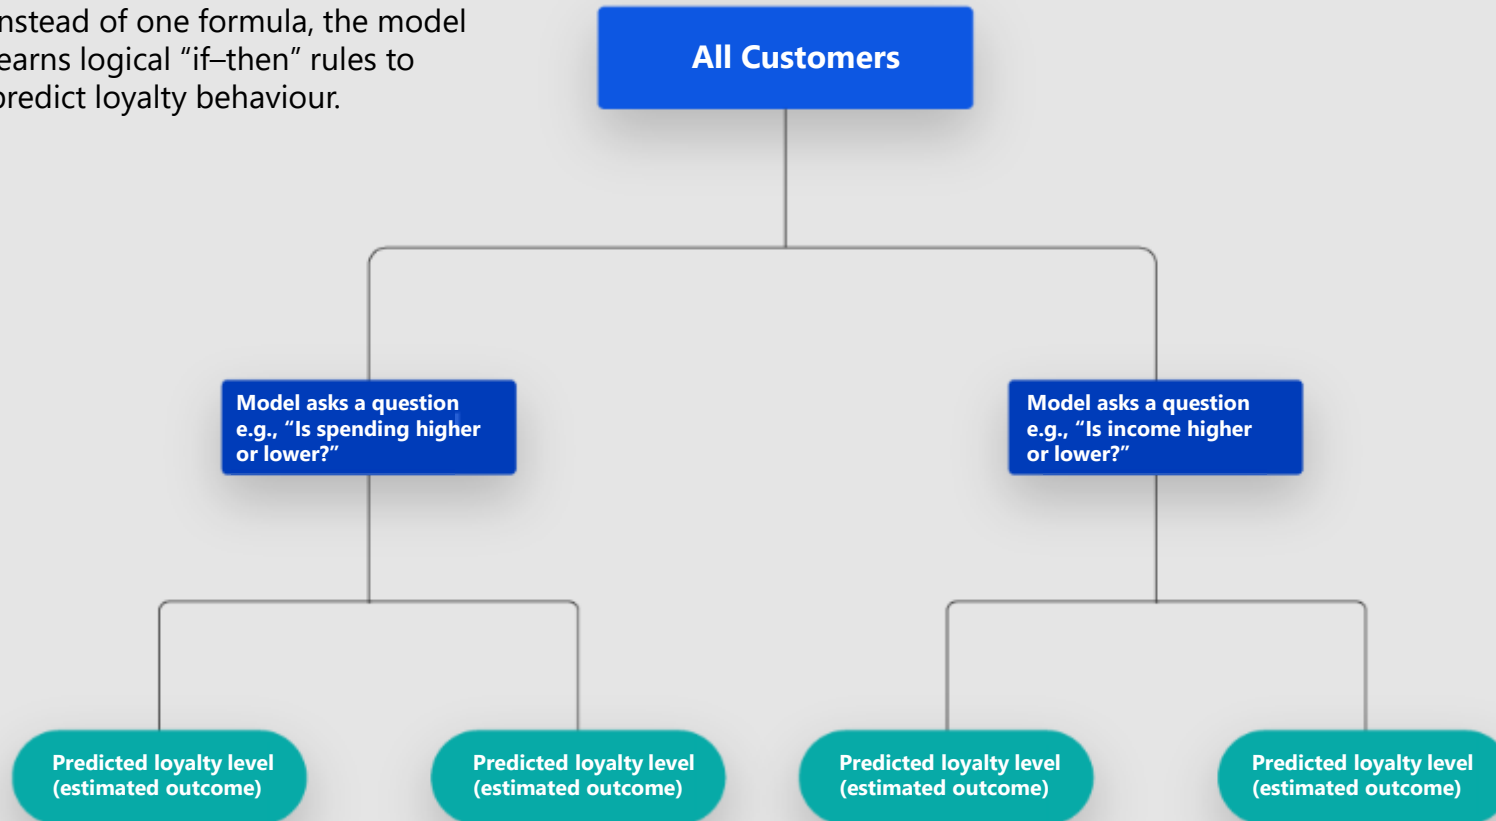 nstead of one formula, the model
earns logical “if–then” rules to
predict loyalty behaviour.
All Customers
Model asks a question
e.g., “Is spending higher
or lower?”
Model asks a question
e.g., “Is income higher
or lower?”
Predicted loyalty level
(estimated outcome)
Predicted loyalty level
(estimated outcome)
Predicted loyalty level
(estimated outcome)
Predicted loyalty level
(estimated outcome)